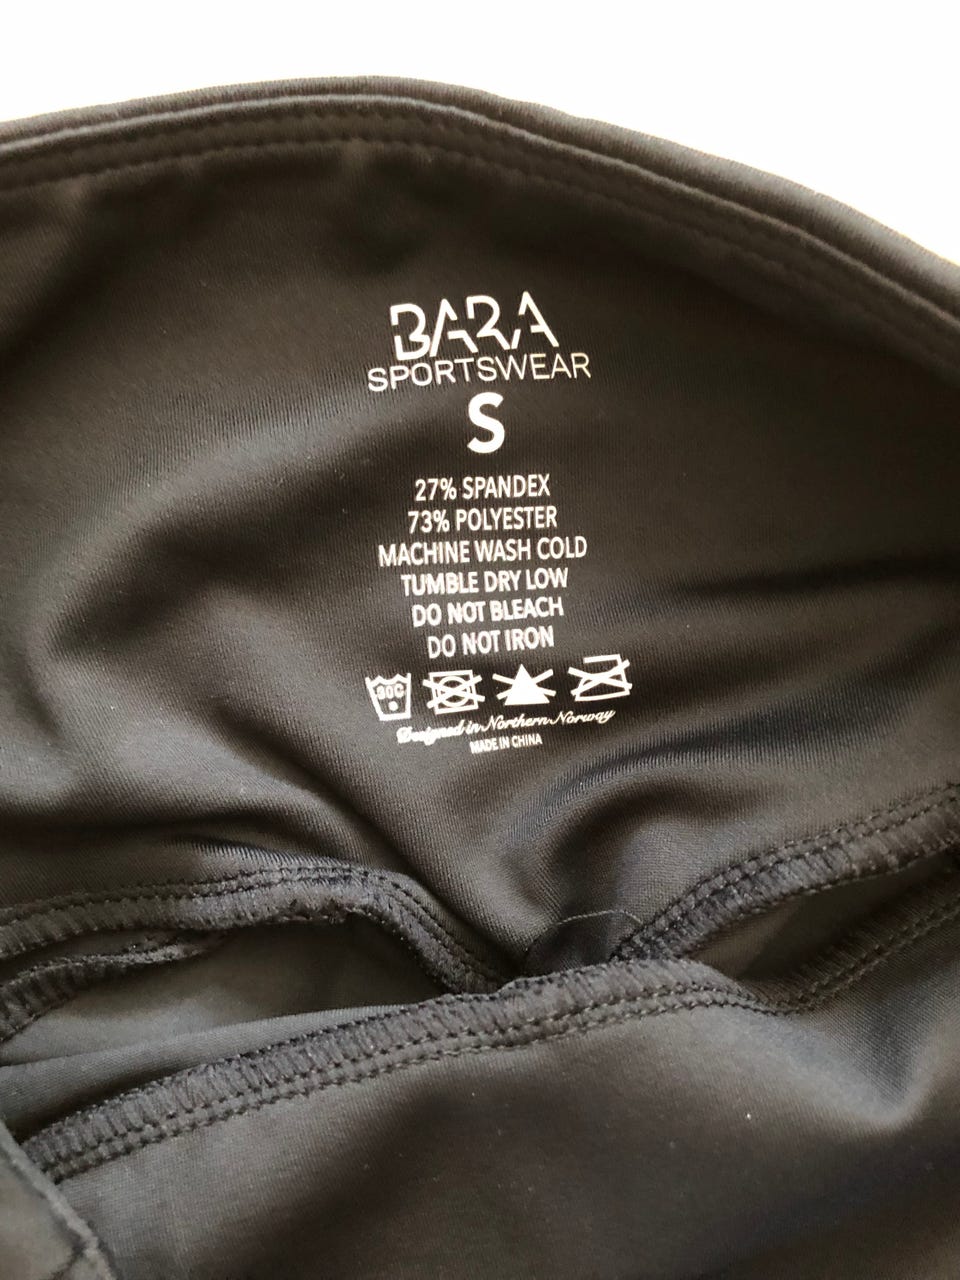 BARA
SPORTSWEAR
S
27% SPANDEX
73% POLYESTER
MACHINE WASH COLD
TUMBLE DRY LOW
DO NOT BLEACH
DO NOT IRON
30C
Designed in Northern Norway
MADE IN CHINA